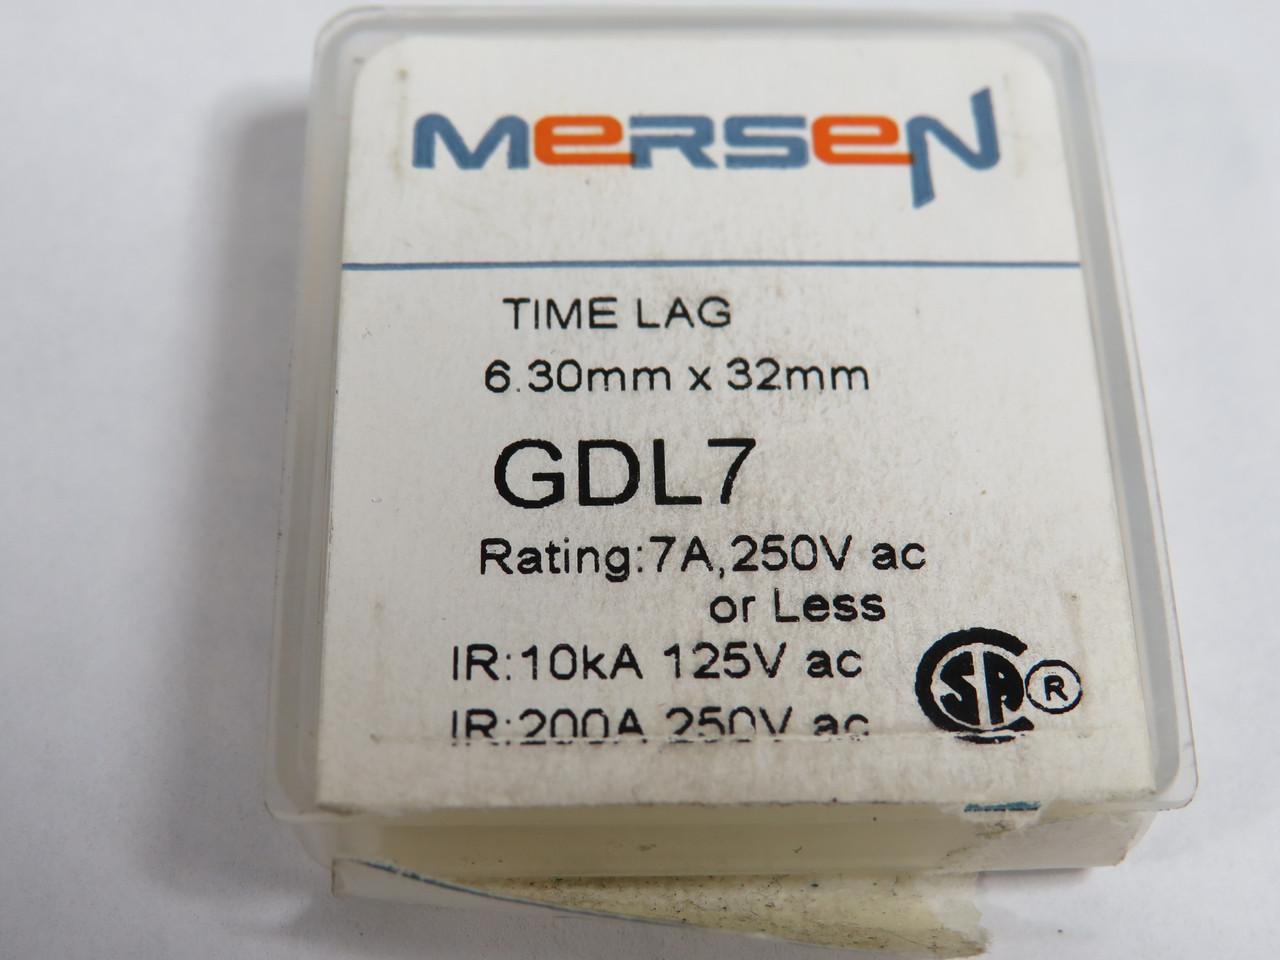 MERSEN
TIME LAG
6.30mm x 32mm
GDL7
Rating:7A,250V ac
or Less
IR:10kA 125V ac
IR:200A 250V ac
SA R